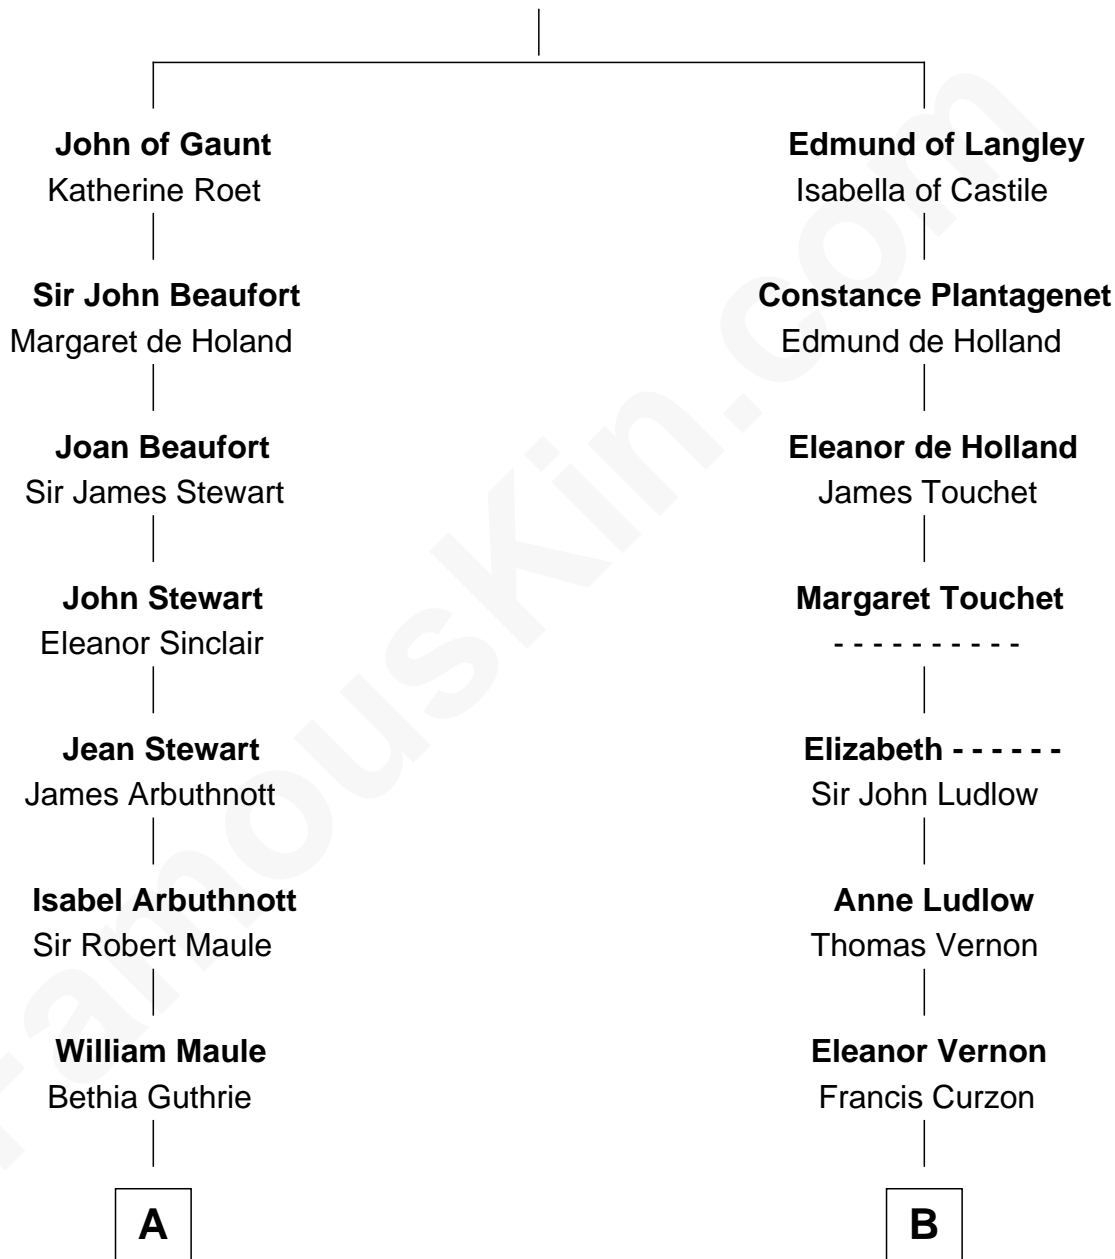 John of Gaunt
Katherine Roet
Sir John Beaufort
Margaret de Holand
Joan Beaufort
Sir James Stewart
John Stewart
Eleanor Sinclair
Jean Stewart
James Arbuthnott
Isabel Arbuthnott
Sir Robert Maule
William Maule
Bethia Guthrie
A
Edmund of Langley
Isabella of Castile
Constance Plantagenet
Edmund de Holland
Eleanor de Holland
James Touchet
Margaret Touchet
- - - - - - - - - -
Elizabeth - - - - - -
Sir John Ludlow
Anne Ludlow
Thomas Vernon
Eleanor Vernon
Francis Curzon
B
FamousKin.com